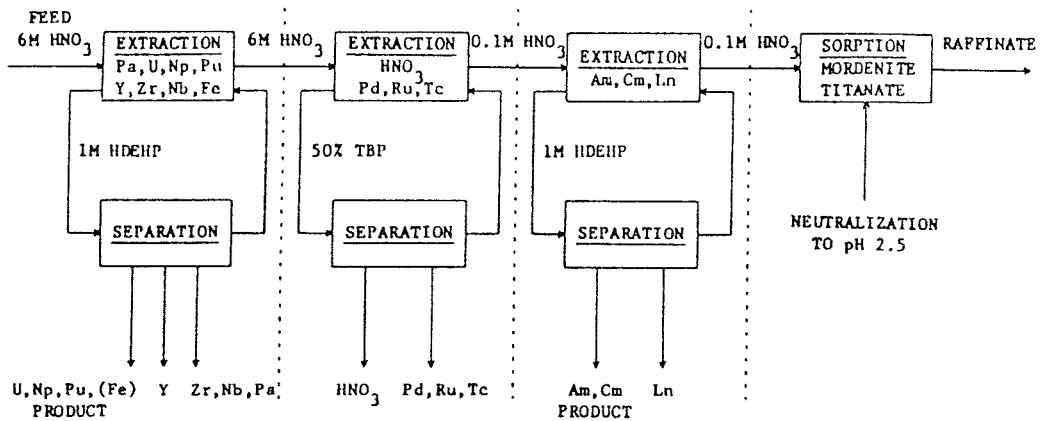 FEED
6M HNO3
EXTRACTION
Pa,U,Np,Pu
Y,Zr,Nb,Fe
6M HNO3
EXTRACTION
HNO3
Pd,Ru,Tc
0.1M HNO3
EXTRACTION
Am,Cm,Ln
0.1M HNO3
SORPTION
MORDENITE
TITANATE
RAFFINATE
1M HDEHP
50% TBP
1M HDEHP
SEPARATION
SEPARATION
SEPARATION
NEUTRALIZATION
TO pH 2.5
U,Np,Pu,(Fe)
PRODUCT
Y
Zr,Nb,Pa
HNO3
Pd,Ru,Tc
Am,Cm
PRODUCT
Ln